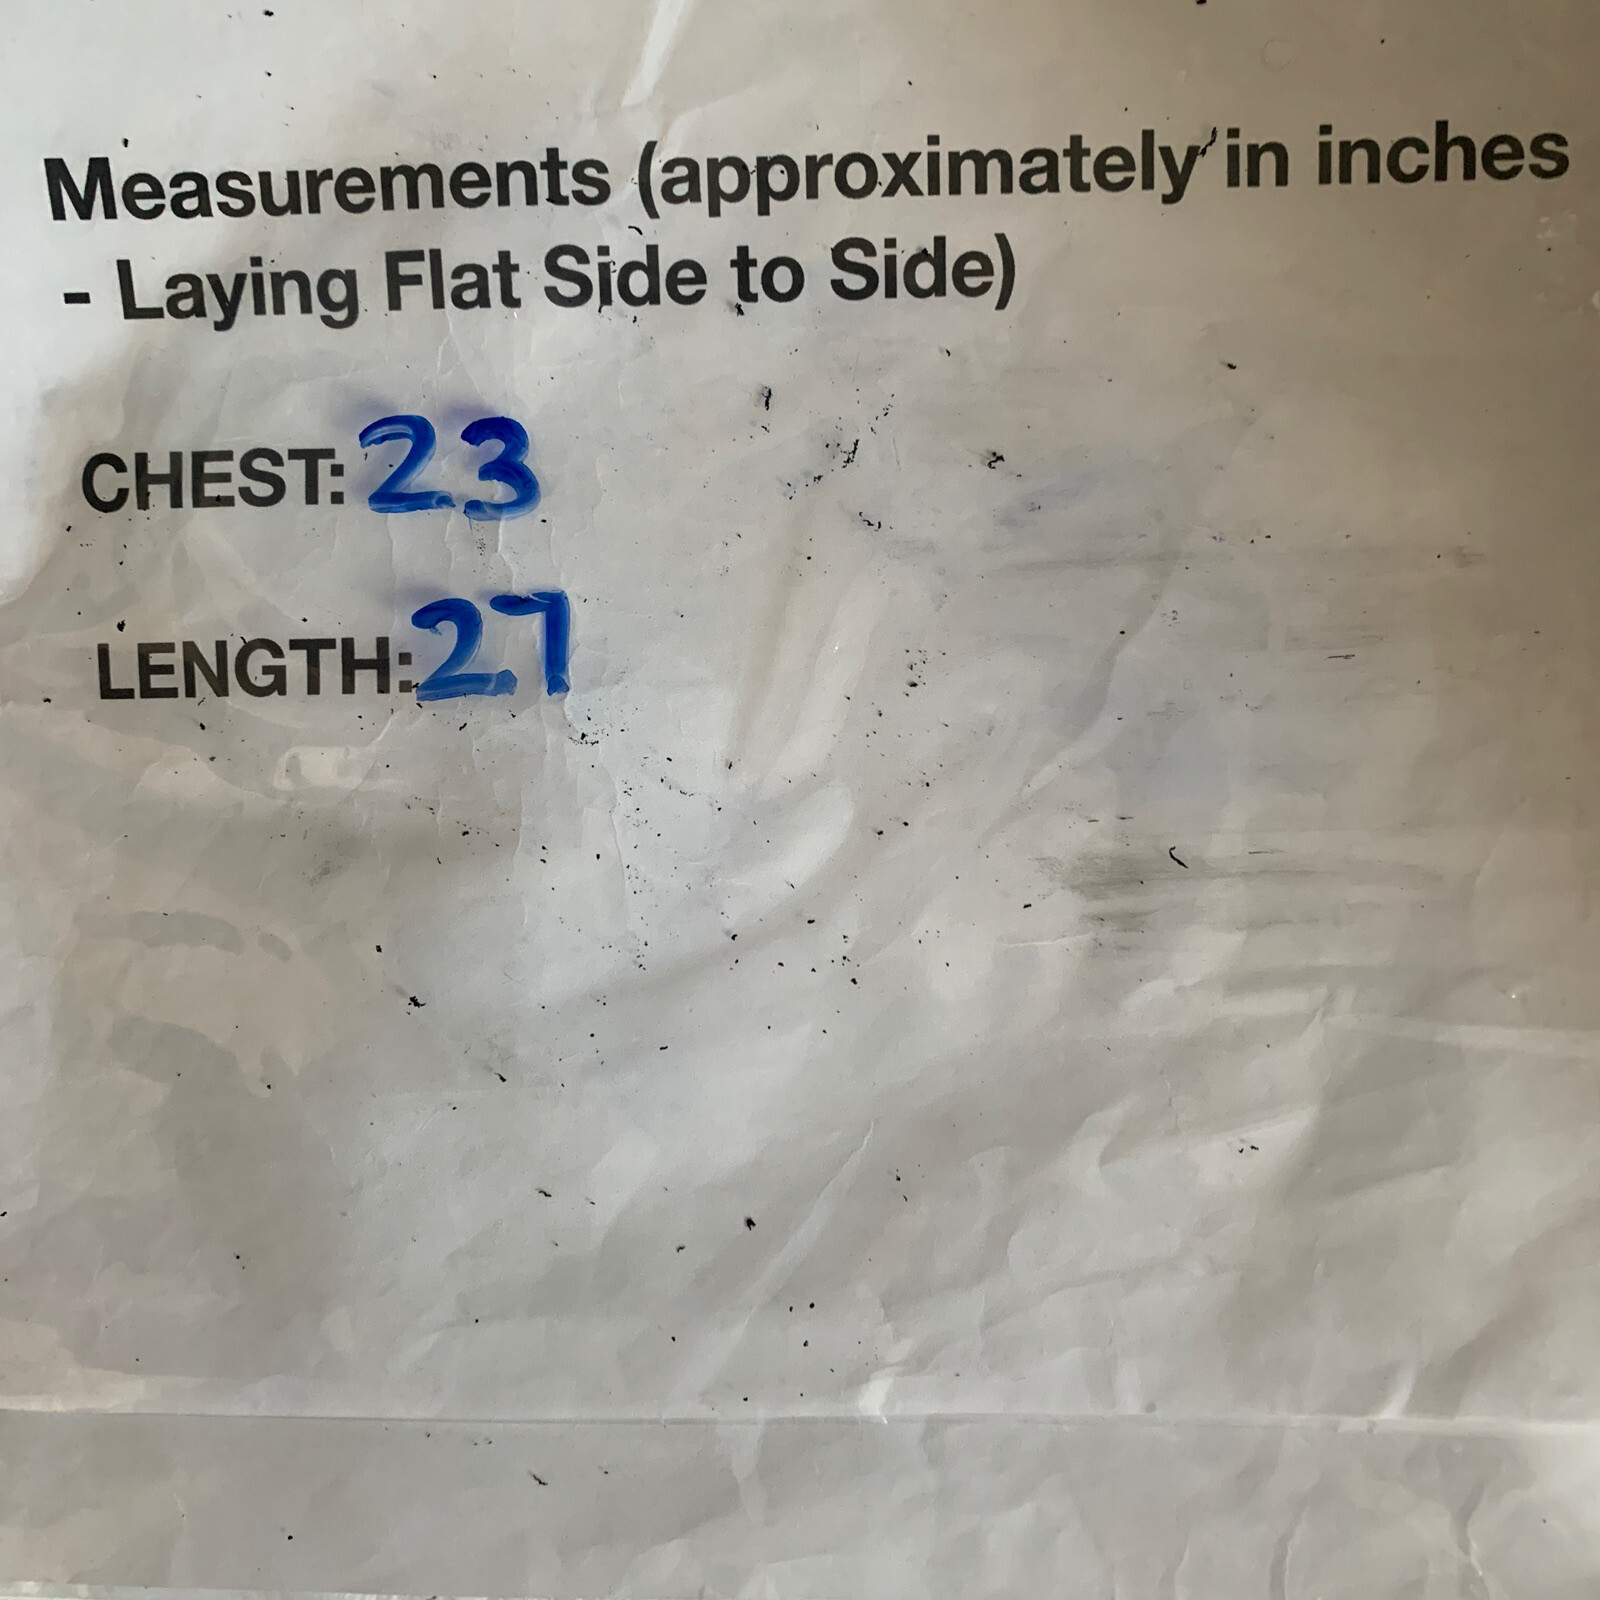 Measurements (approximately in inches
- Laying Flat Side to Side)
CHEST: 23
LENGTH: 27